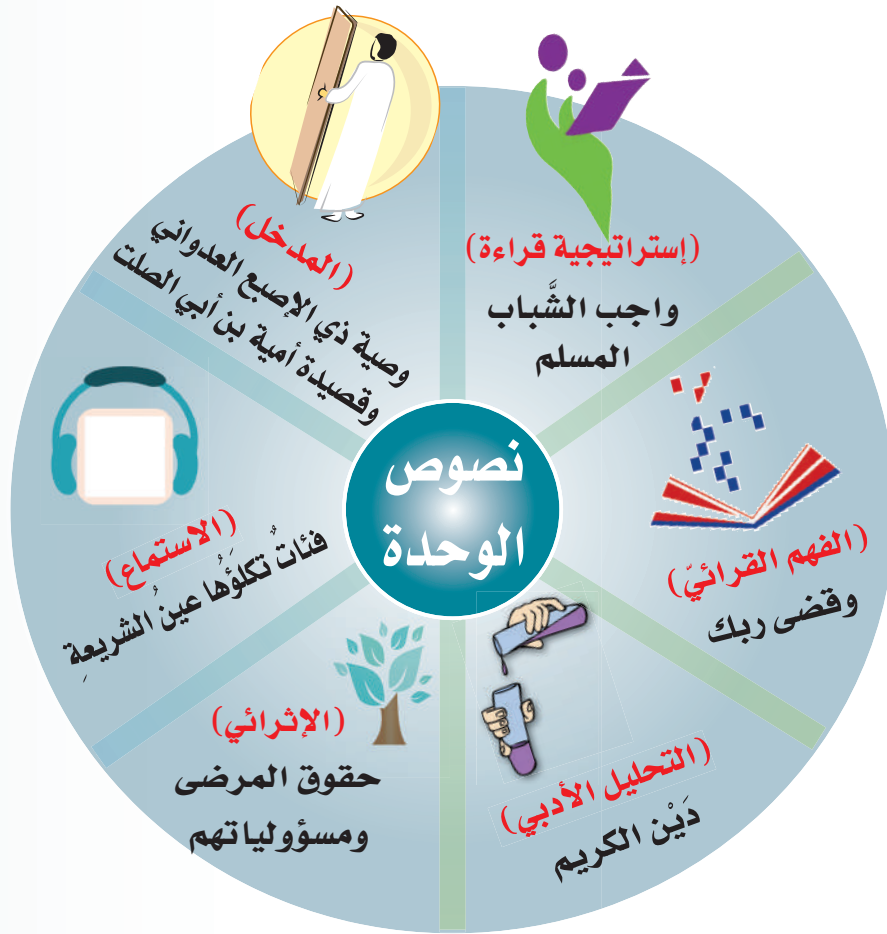 نصوص
الوحدة
(المدخل)
وصية ذي الإصبع العدواني
وقصيدة أمية بن أبي الصلت
(إستراتيجية قراءة)
واجب الشَّباب
المسلم
(الفهم القرائيّ)
وقضى ربك
(التحليل الأدبي)
دَيْن الكريم
(الإثرائي)
حقوق المرضى
ومسؤولياتهم
(الاستماع)
فئاتٌ تكلَؤُها عينُ الشريعةِ